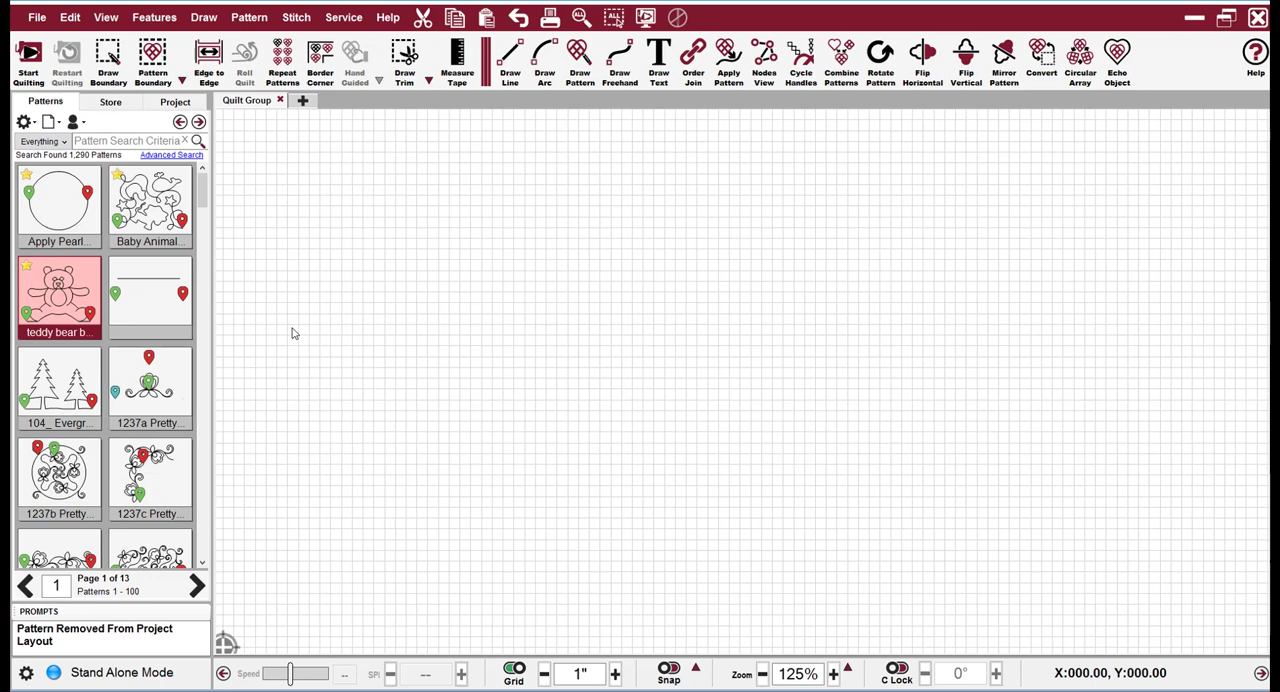 File Edit View Features Draw Pattern Stitch Service Help ALL ALL
Start Quilting Restart Quilting Draw Boundary Pattern Boundary Edge to Edge Roll Quilt Repeat Patterns Border Corner Hand Guided Draw Trim Measure Tape Draw Line Draw Arc Draw Pattern Draw Freehand Draw Text Order Join Apply Pattern Nodes View Cycle Handles Combine Patterns Rotate Pattern Flip Horizontal Flip Vertical Mirror Pattern Convert Circular Array Echo Object Help
Patterns Store Project Quilt Group
Everything Pattern Search Criteria X
Search Found 1,290 Patterns Advanced Search
Apply Pearl... Baby Animal...
teddy bear b...
104_ Evergr... 1237a Pretty...
1237b Pretty... 1237c Pretty...
1 Page 1 of 13
Patterns 1 - 100
PROMPTS
Pattern Removed From Project
Layout
Stand Alone Mode Speed -- SPI -- Grid 1" Snap Zoom 125% C Lock 0° X:000.00, Y:000.00